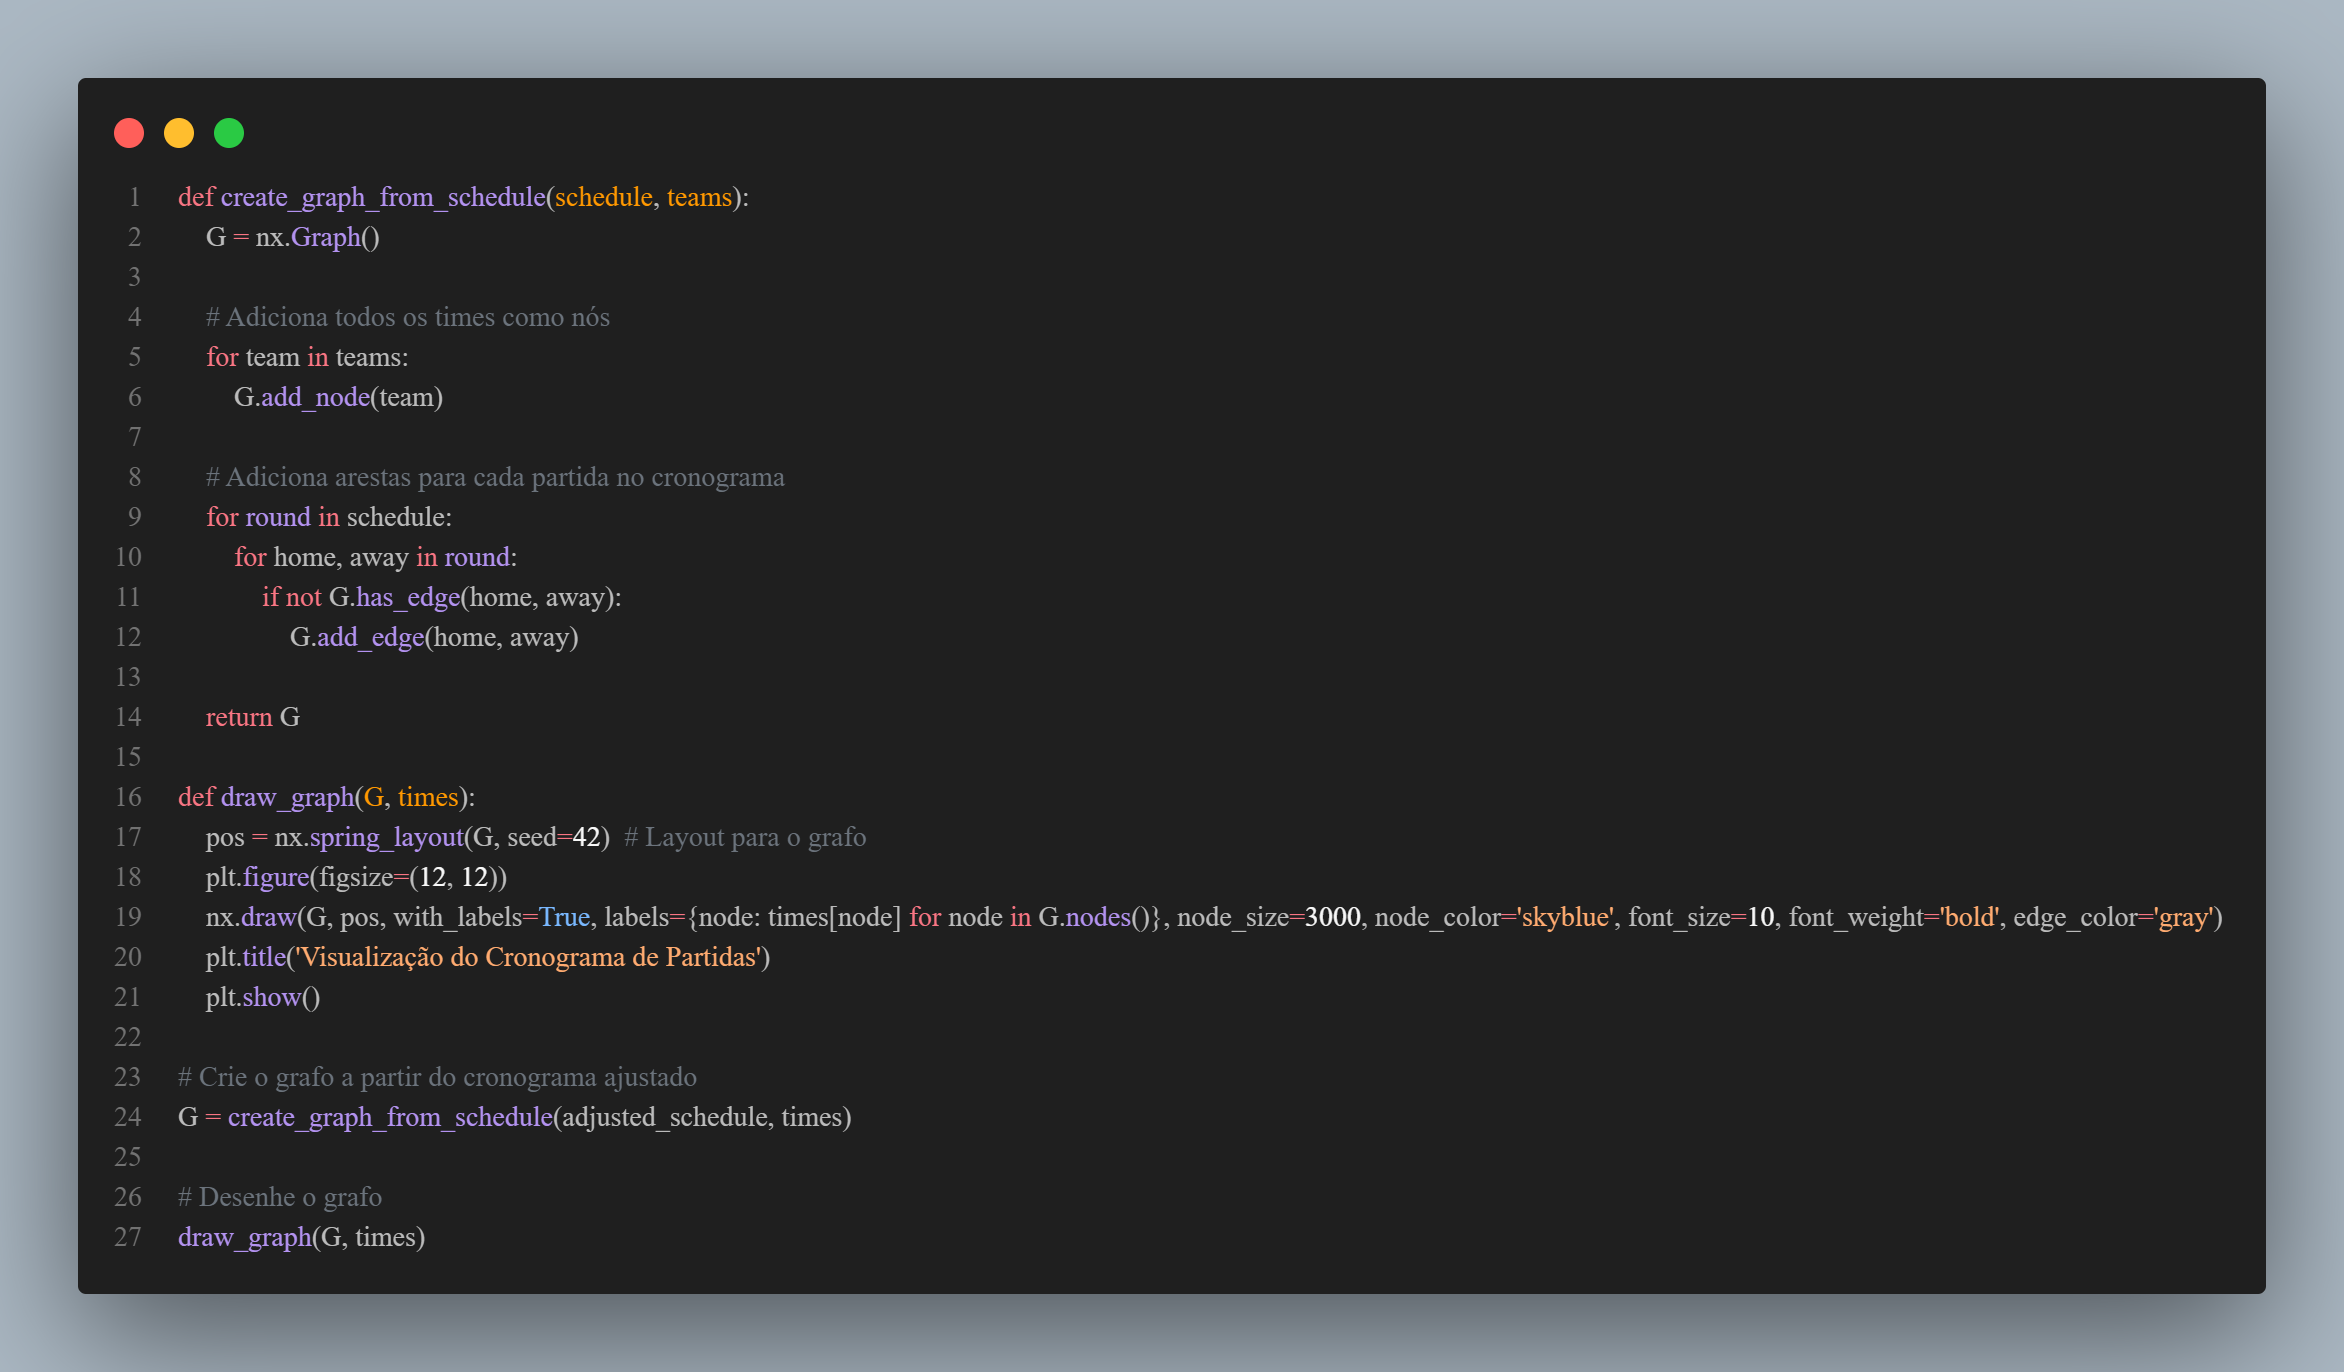 1 def create_graph_from_schedule(schedule, teams):
2     G = nx.Graph()
3
4     # Adiciona todos os times como nós
5     for team in teams:
6         G.add_node(team)
7
8     # Adiciona arestas para cada partida no cronograma
9     for round in schedule:
10         for home, away in round:
11             if not G.has_edge(home, away):
12                 G.add_edge(home, away)
13
14     return G
15
16 def draw_graph(G, times):
17     pos = nx.spring_layout(G, seed=42)  # Layout para o grafo
18     plt.figure(figsize=(12, 12))
19     nx.draw(G, pos, with_labels=True, labels={node: times[node] for node in G.nodes()}, node_size=3000, node_color='skyblue', font_size=10, font_weight='bold', edge_color='gray')
20     plt.title('Visualização do Cronograma de Partidas')
21     plt.show()
22
23 # Crie o grafo a partir do cronograma ajustado
24 G = create_graph_from_schedule(adjusted_schedule, times)
25
26 # Desenhe o grafo
27 draw_graph(G, times)